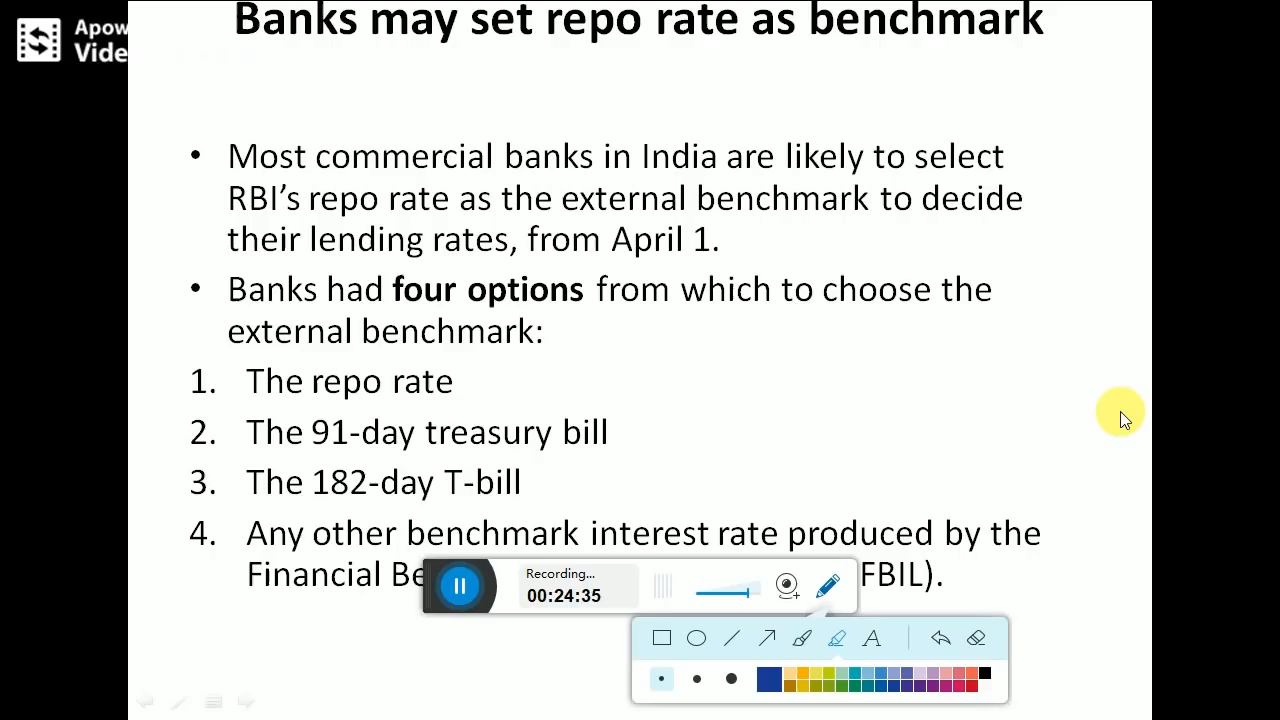 Banks may set repo rate as benchmark
Apow
Vide
• Most commercial banks in India are likely to select
RBI’s repo rate as the external benchmark to decide
their lending rates, from April 1.
• Banks had four options from which to choose the
external benchmark:
1. The repo rate
2. The 91-day treasury bill
3. The 182-day T-bill
4. Any other benchmark interest rate produced by the
Financial Be FBIL).
Recording...
00:24:35
A